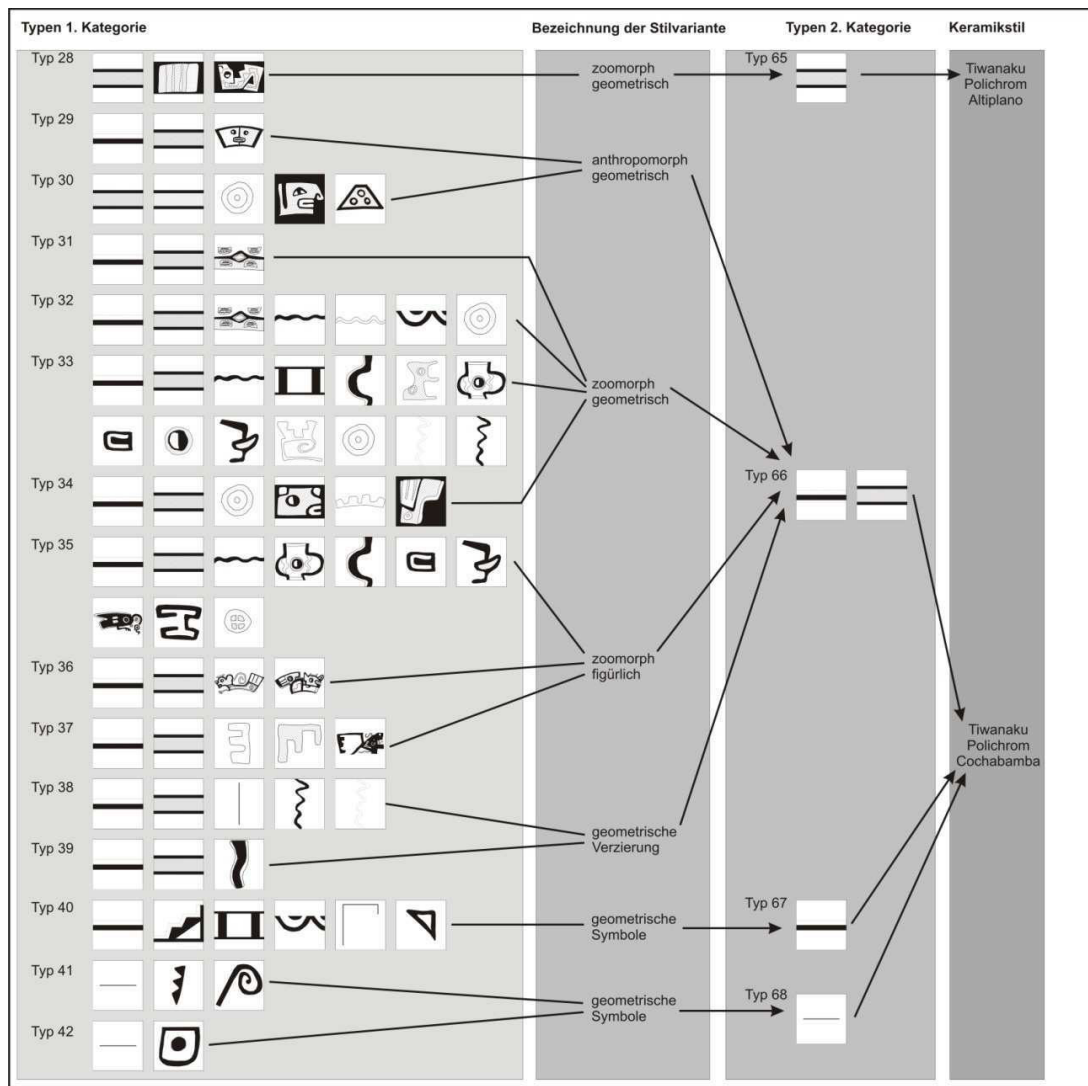 Typen 1. Kategorie
Bezeichnung der Stilvariante
Typen 2. Kategorie
Keramikstil
Typ 28
zoomorph
geometrisch
Typ 65
Tiwanaku
Polichrom
Altiplano
Typ 29
anthropomorph
geometrisch
Typ 30
Typ 31
Typ 32
Typ 33
zoomorph
geometrisch
Typ 34
Typ 66
Typ 35
zoomorph
figürlich
Typ 36
Typ 37
Tiwanaku
Polichrom
Cochabamba
Typ 38
geometrische
Verzierung
Typ 39
Typ 40
geometrische
Symbole
Typ 67
Typ 41
geometrische
Symbole
Typ 68
Typ 42